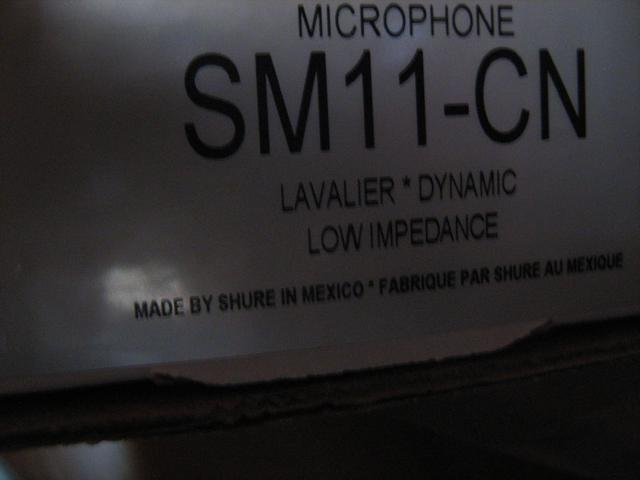 MICROPHONE
SM11-CN
LAVALIER * DYNAMIC
LOW IMPEDANCE
MADE BY SHURE IN MEXICO * FABRIQUE PAR SHURE AU MEXIQUE